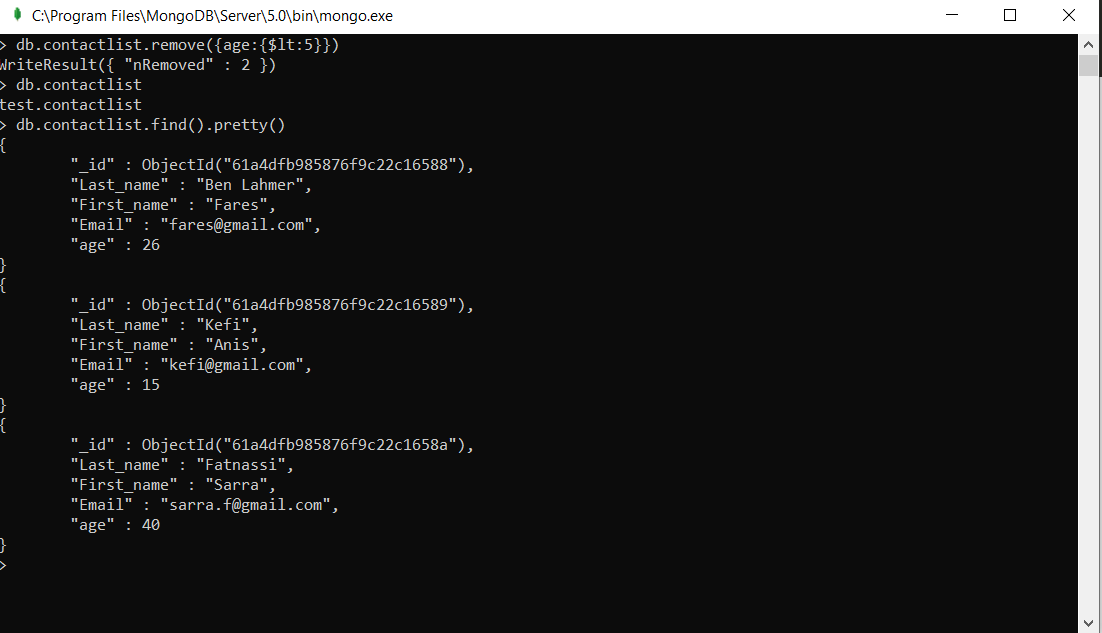 C:\Program Files\MongoDB\Server\5.0\bin\mongo.exe
> db.contactlist.remove({age:{$lt:5}})
WriteResult({ "nRemoved" : 2 })
> db.contactlist
test.contactlist
> db.contactlist.find().pretty()
{
"_id" : ObjectId("61a4dfb985876f9c22c16588"),
"Last_name" : "Ben Lahmer",
"First_name" : "Fares",
"Email" : "fares@gmail.com",
"age" : 26
}
{
"_id" : ObjectId("61a4dfb985876f9c22c16589"),
"Last_name" : "Kefi",
"First_name" : "Anis",
"Email" : "kefi@gmail.com",
"age" : 15
}
{
"_id" : ObjectId("61a4dfb985876f9c22c1658a"),
"Last_name" : "Fatnassi",
"First_name" : "Sarra",
"Email" : "sarra.f@gmail.com",
"age" : 40
}
>